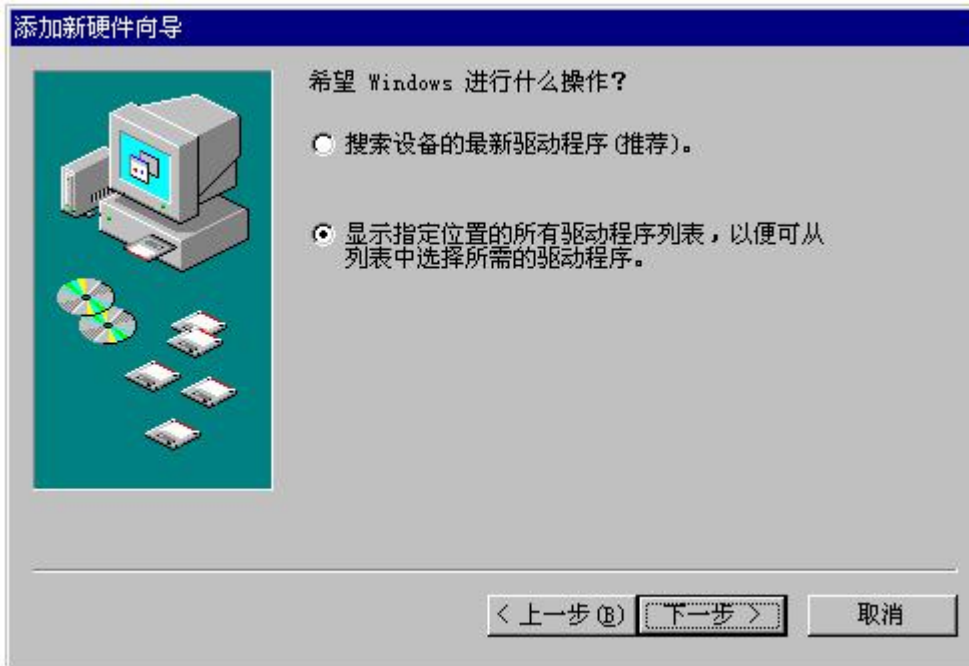 添加新硬件向导
希望 Windows 进行什么操作?
搜索设备的最新驱动程序(推荐)。
显示指定位置的所有驱动程序列表，以便可从
列表中选择所需的驱动程序。
< 上一步(B) 下一步 > 取消